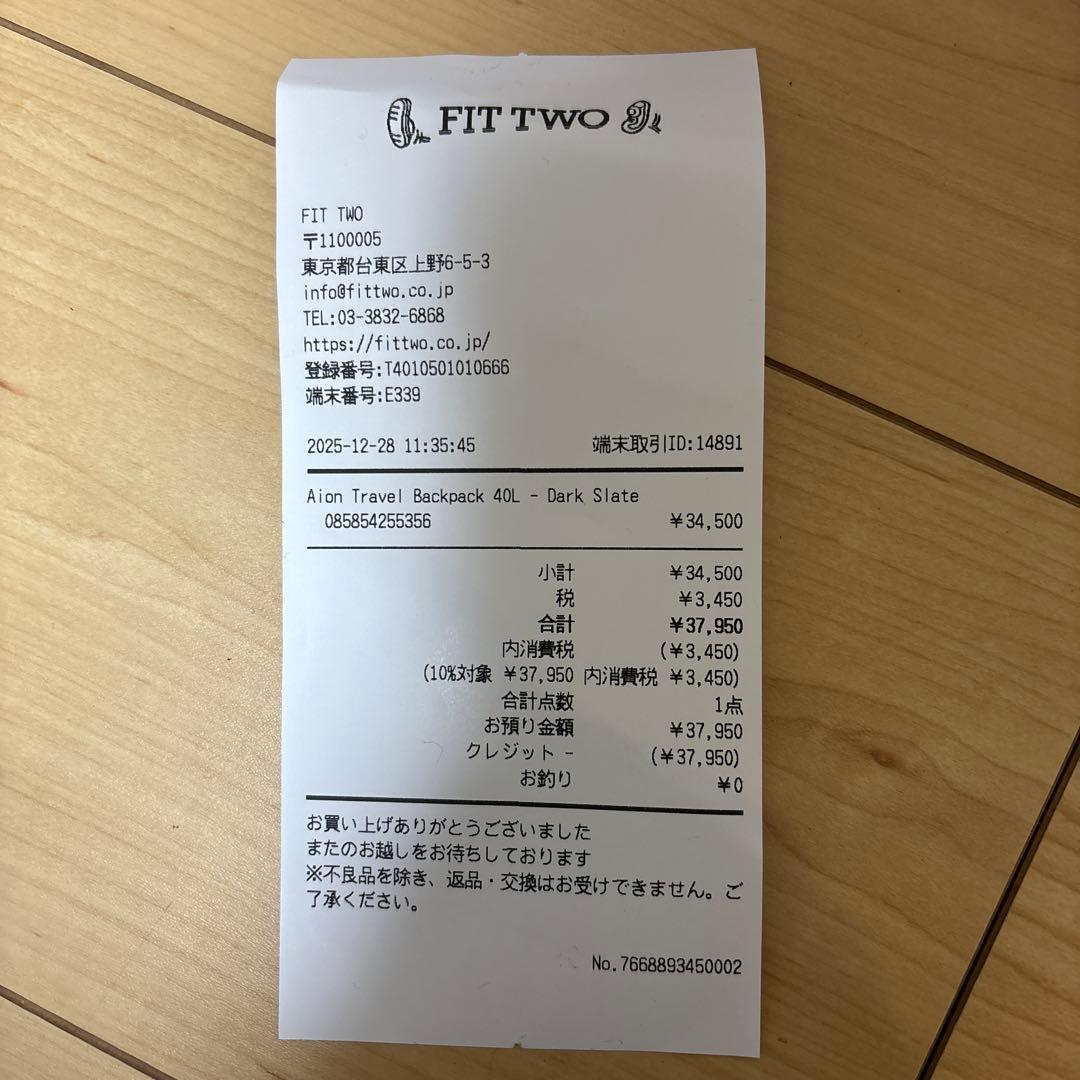 FIT TWO
FIT TWO
〒1100005
東京都台東区上野6-5-3
info@fittwo.co.jp
TEL:03-3832-6868
https://fittwo.co.jp/
登録番号:T4010501010666
端末番号:E339
2025-12-28 11:35:45 端末取引ID:14891
Aion Travel Backpack 40L - Dark Slate
085854255356 ¥34,500
小計 ¥34,500
税 ¥3,450
合計 ¥37,950
内消費税 (¥3,450)
(10%対象 ¥37,950 内消費税 ¥3,450)
合計点数 1点
お預り金額 ¥37,950
クレジット - (¥37,950)
お釣り ¥0
お買い上げありがとうございました
またのお越しをお待ちしております
※不良品を除き、返品・交換はお受けできません。ご
了承ください。
No.7668893450002